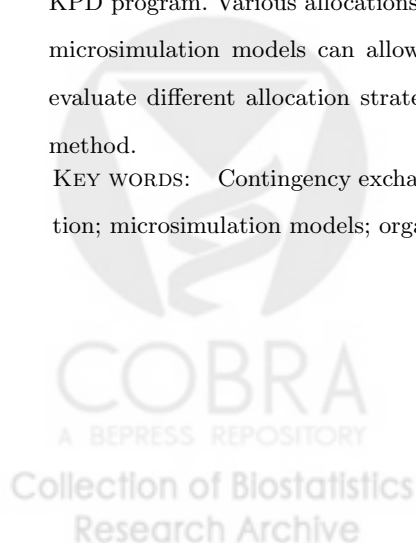 KPD program. Various allocations
microsimulation models can allow
evaluate different allocation strate
method.
KEY WORDS: Contingency excha
tion; microsimulation models; orga
COBRA
A BEPRESS REPOSITORY
Collection of Biostatistics
Research Archive